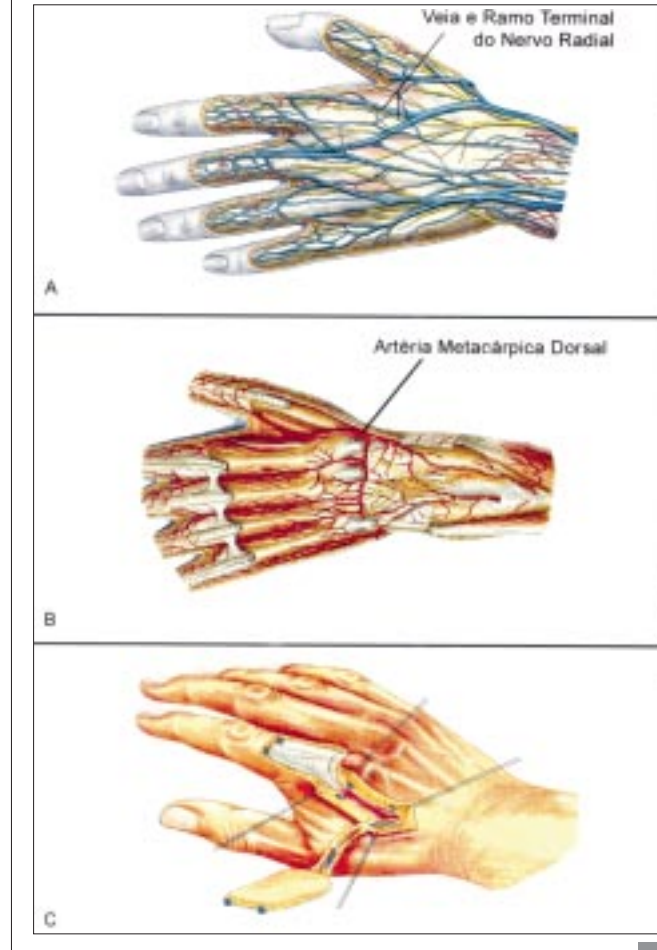 Veia e Ramo Terminal
do Nervo Radial
A
Artéria Metacárpica Dorsal
B
C